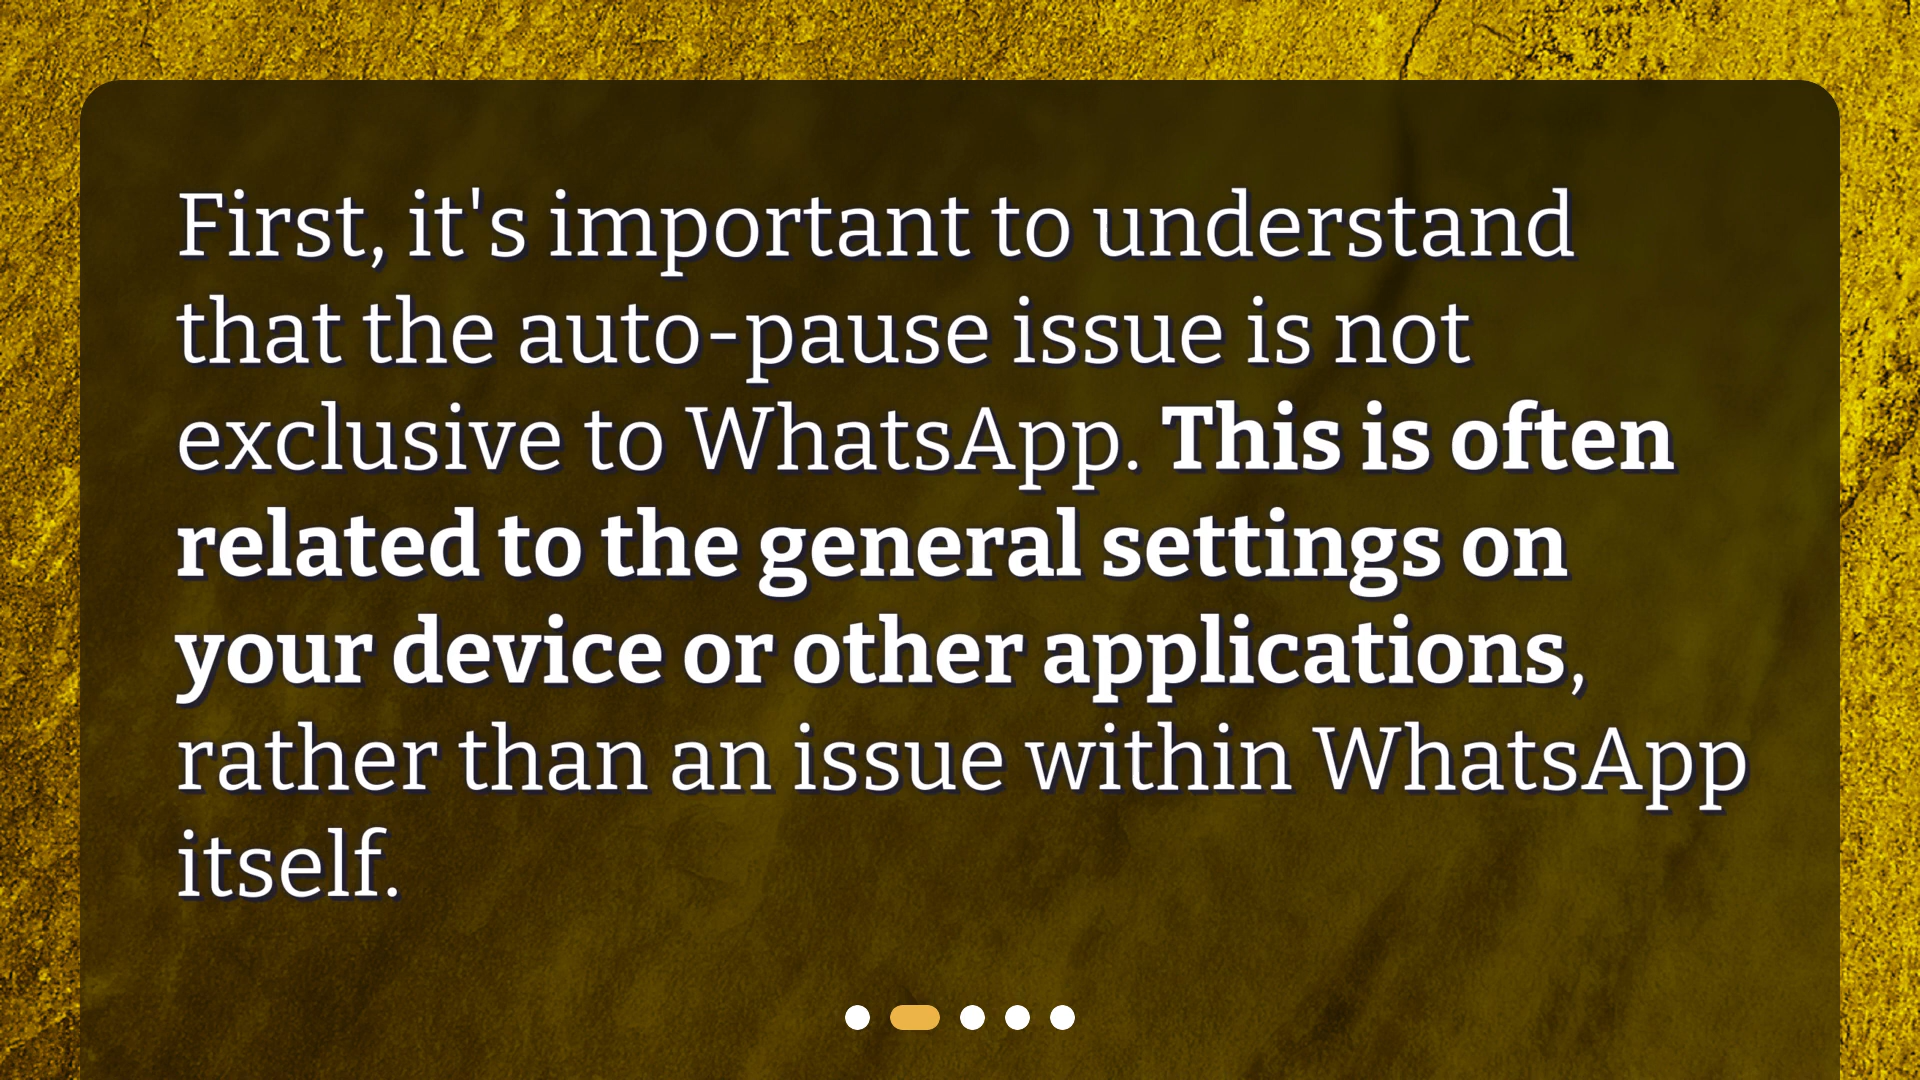 First, it's important to understand
that the auto-pause issue is not
exclusive to WhatsApp. This is often
related to the general settings on
your device or other applications,
rather than an issue within WhatsApp
itself.